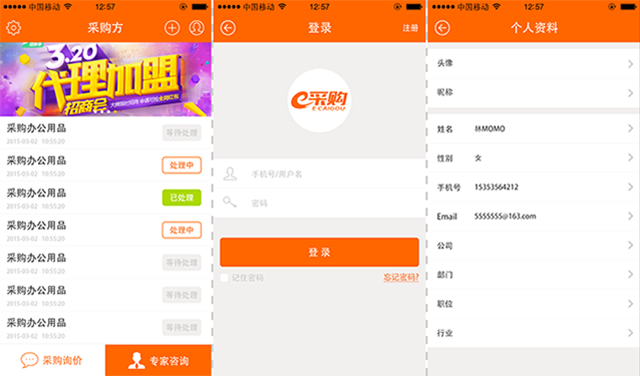 中国移动 12:57
采购方
3.20
代理加盟
招商会
采购办公用品 等待处理
2015-03-02 10:55:20
采购办公用品 处理中
2015-03-02 10:55:20
采购办公用品 已处理
2015-03-02 10:55:20
采购办公用品 处理中
2015-03-02 10:55:20
采购办公用品 等待处理
2015-03-02 10:55:20
采购办公用品 等待处理
2015-03-02 10:55:20
采购办公用品 等待处理
2015-03-02 10:55:20
采购询价 专家咨询
中国移动 12:57
登录 注册
e采购
E CAIGOU
手机号/用户名
密码
登录
记住密码 忘记密码?
中国移动 12:57
个人资料
头像
昵称
姓名 林MOMO
性别 女
手机号 15353564212
Email 5555555@163.com
公司
部门
职位
行业